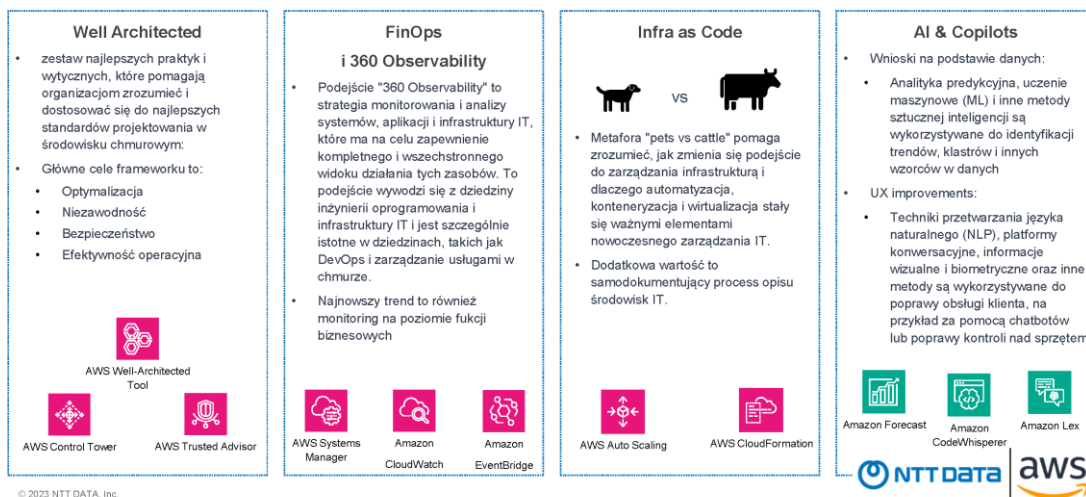 Well Architected
• zestaw najlepszych praktyk i
wytycznych, które pomagają
organizacjom zrozumieć i
dostosować się do najlepszych
standardów projektowania w
środowisku chmurowym:
• Główne cele frameworku to:
• Optymalizacja
• Niezawodność
• Bezpieczeństwo
• Efektywność operacyjna
AWS Well-Architected
Tool
AWS Control Tower
AWS Trusted Advisor
FinOps
i 360 Observability
• Podejście "360 Observability" to
strategia monitorowania i analizy
systemów, aplikacji i infrastruktury IT,
które ma na celu zapewnienie
kompletnego i wszechstronnego
widoku działania tych zasobów. To
podejście wywodzi się z dziedziny
inżynierii oprogramowania i
infrastruktury IT i jest szczególnie
istotne w dziedzinach, takich jak
DevOps i zarządzanie usługami w
chmurze.
• Najnowszy trend to również
monitoring na poziomie fukcji
biznesowych
AWS Systems
Manager
Amazon
CloudWatch
Amazon
EventBridge
Infra as Code
vs
• Metafora "pets vs cattle" pomaga
zrozumieć, jak zmienia się podejście
do zarządzania infrastrukturą i
dlaczego automatyzacja,
konteneryzacja i wirtualizacja stały
się ważnymi elementami
nowoczesnego zarządzania IT.
• Dodatkowa wartość to
samodokumentujący process opisu
środowisk IT.
AWS Auto Scaling
AWS CloudFormation
AI & Copilots
• Wnioski na podstawie danych:
• Analityka predykcyjna, uczenie
maszynowe (ML) i inne metody
sztucznej inteligencji są
wykorzystywane do identyfikacji
trendów, klastrów i innych
wzorców w danych
• UX improvements:
• Techniki przetwarzania języka
naturalnego (NLP), platformy
konwersacyjne, informacje
wizualne i biometryczne oraz inne
metody są wykorzystywane do
poprawy obsługi klienta, na
przykład za pomocą chatbotów
lub poprawy kontroli nad sprzętem
Amazon Forecast
Amazon
CodeWhisperer
Amazon Lex
NTT DATA
aws
© 2023 NTT DATA, Inc.